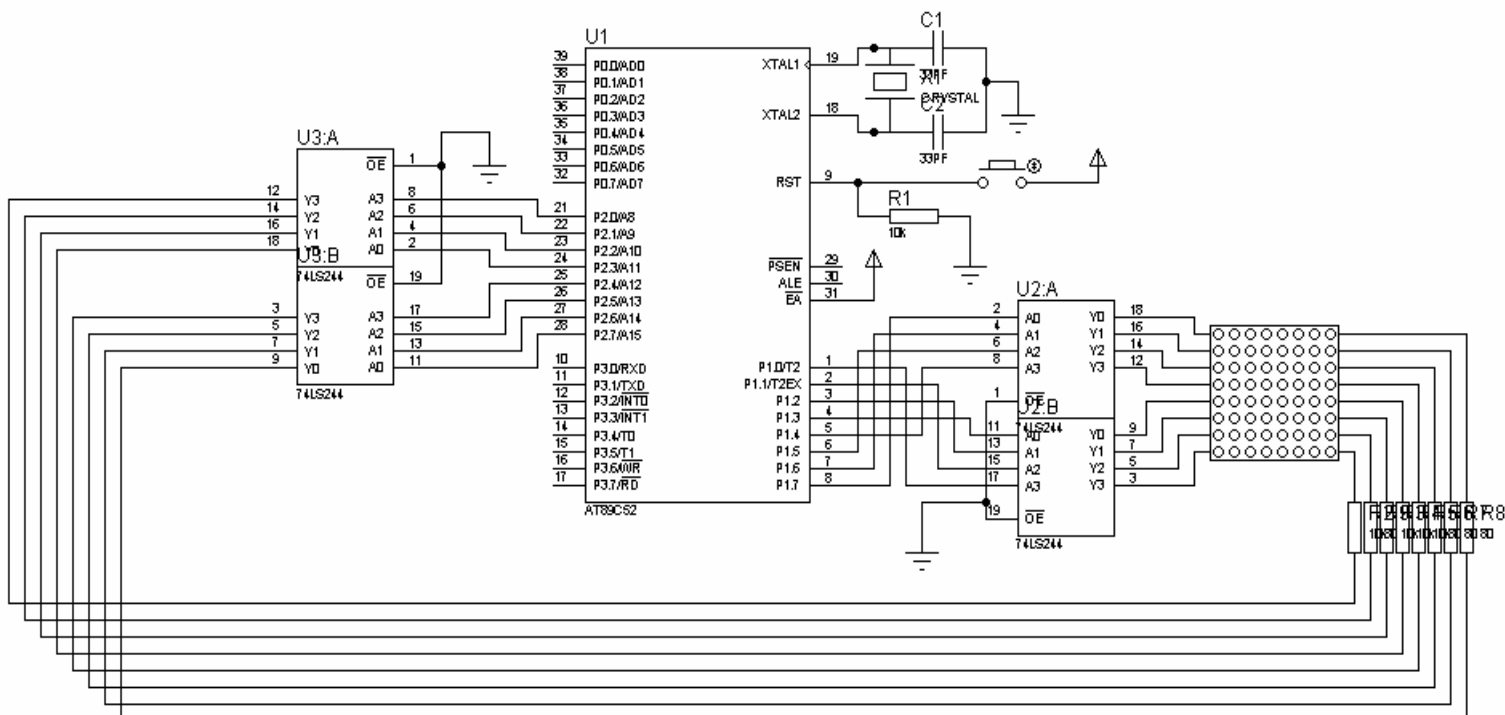 U1
39 P0.0/AD0
38 P0.1/AD1
37 P0.2/AD2
36 P0.3/AD3
35 P0.4/AD4
34 P0.5/AD5
33 P0.6/AD6
32 P0.7/AD7
21 P2.0/A8
22 P2.1/A9
23 P2.2/A10
24 P2.3/A11
25 P2.4/A12
26 P2.5/A13
27 P2.6/A14
28 P2.7/A15
10 P3.0/RXD
11 P3.1/TXD
12 P3.2/INT0
13 P3.3/INT1
14 P3.4/T0
15 P3.5/T1
16 P3.6/WR
17 P3.7/RD
AT89C52
XTAL1 19
XTAL2 18
RST 9
PSEN 29
ALE 30
EA 31
P1.0/T2 1
P1.1/T2EX 2
P1.2 3
P1.3 4
P1.4 5
P1.5 6
P1.6 7
P1.7 8
C1
CRYSTAL
C2
33PF
R1
10k
U3:A
OE 1
12 Y3 A3 8
14 Y2 A2 6
16 Y1 A1 4
18 Y0 A0 2
U3:B
74LS244
OE 19
3 Y3 A3 17
5 Y2 A2 15
7 Y1 A1 13
9 Y0 A0 11
74LS244
U2:A
2 A0 Y0 18
4 A1 Y1 16
6 A2 Y2 14
8 A3 Y3 12
1 OE
U2:B
74LS244
11 A0 Y0 9
13 A1 Y1 7
15 A2 Y2 5
17 A3 Y3 3
19 OE
74LS244
R8
80